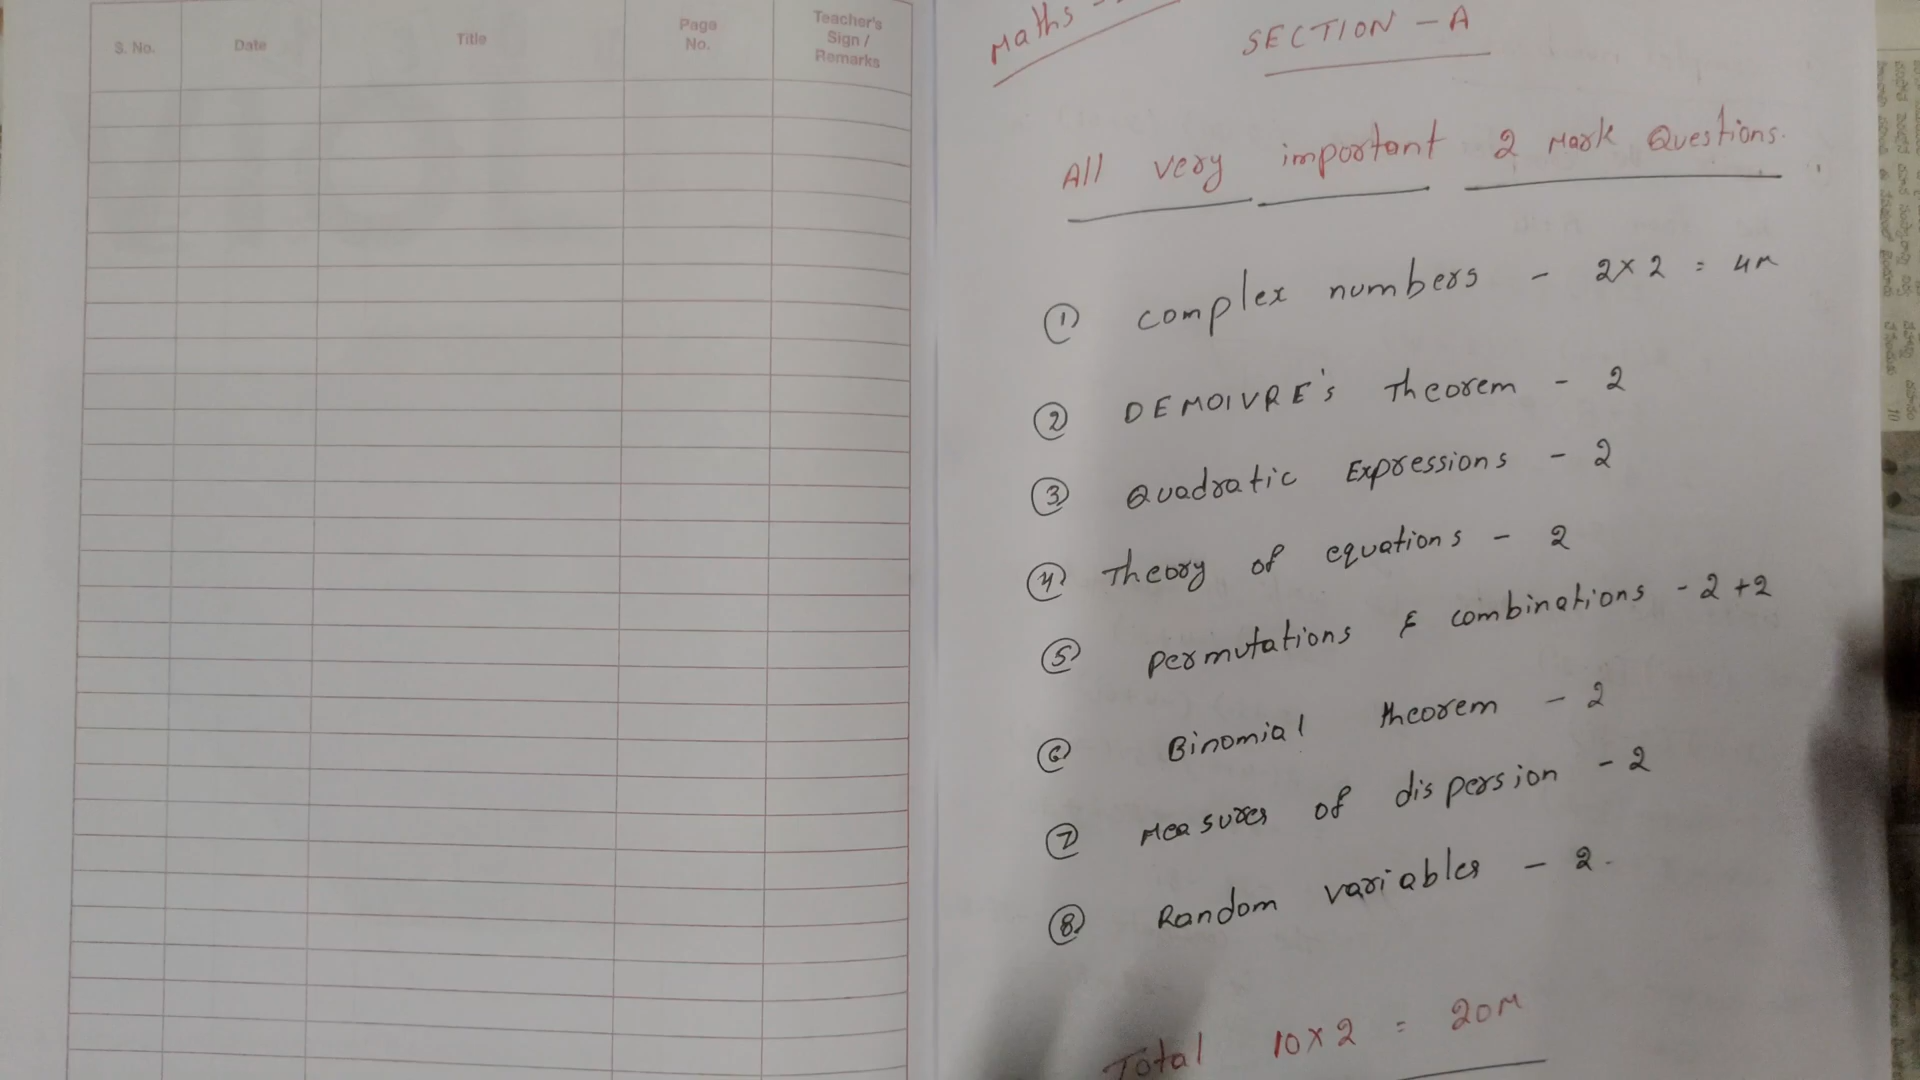 S. No. Date Title Page No. Teacher's Sign / Remarks
Maths -
SECTION - A
All very important 2 Mark Questions.
① complex numbers - 2×2 = 4M
② DEMOIVRE's Theorem - 2
③ Quadratic Expressions - 2
④ Theory of equations - 2
⑤ Permutations & combinations - 2+2
⑥ Binomial theorem - 2
⑦ Measures of dispersion - 2
⑧ Random variables - 2.
Total 10×2 = 20M